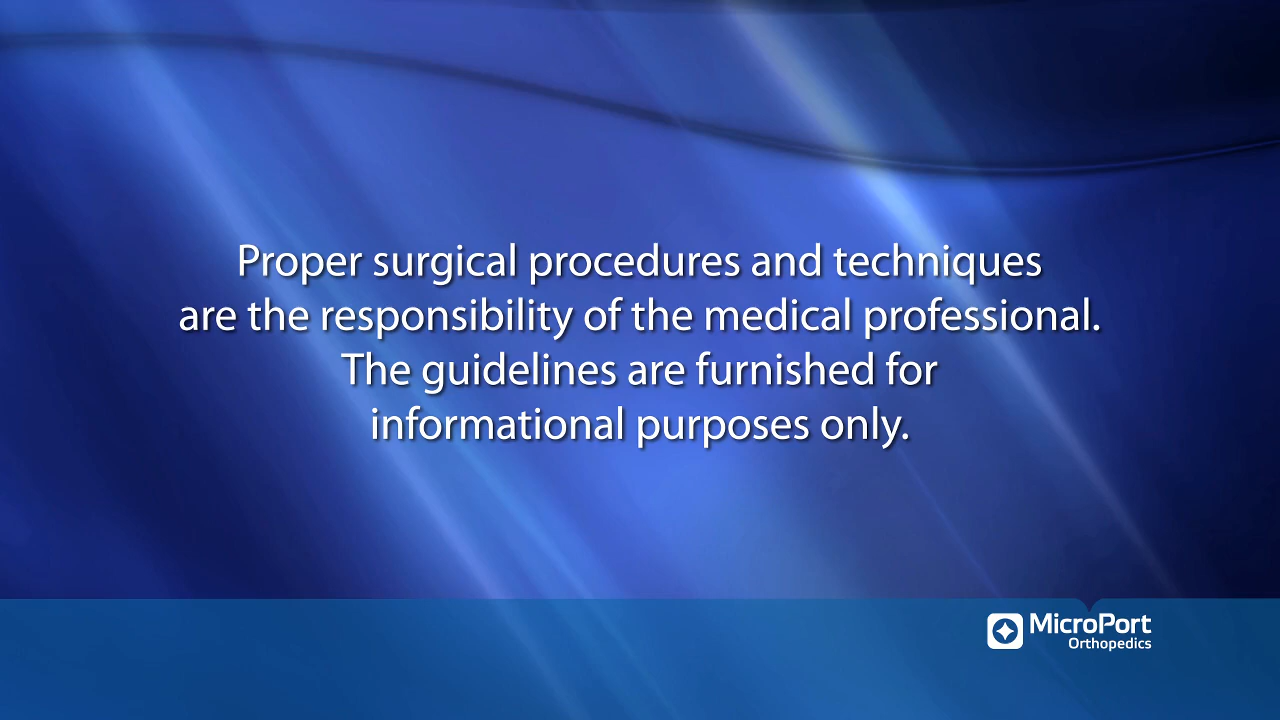 Proper surgical procedures and techniques
are the responsibility of the medical professional.
The guidelines are furnished for
informational purposes only.
MicroPort
Orthopedics